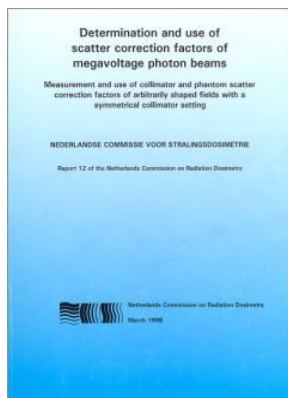 Determination and use of
scatter correction factors of
megavoltage photon beams
Measurement and use of collimator and phantom scatter
correction factors of arbitrarily shaped fields with a
symmetrical collimator setting
NEDERLANDSE COMMISSIE VOOR STRALINGSDOSIMETRIE
Report 12 of the Netherlands Commission on Radiation Dosimetry
Netherlands Commission on Radiation Dosimetry
March 1998